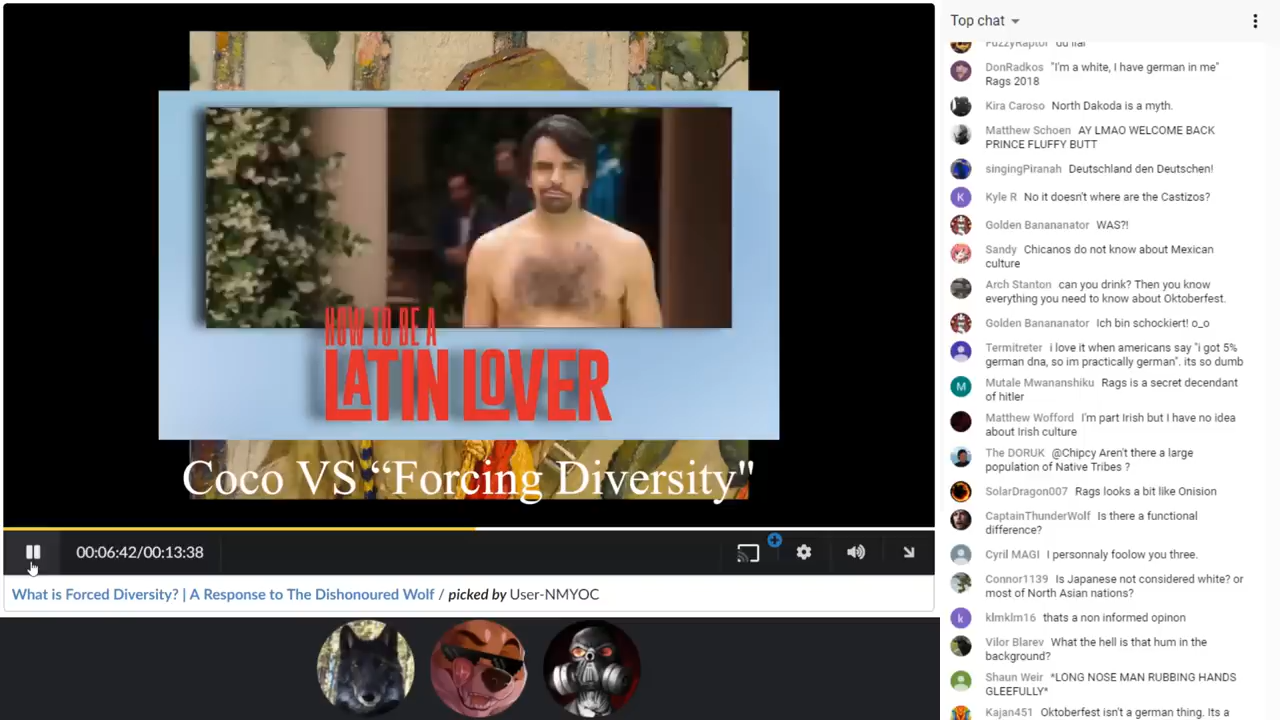 HOW TO BE A
LATIN LOVER
Coco VS “Forcing Diversity"
00:06:42/00:13:38
What is Forced Diversity? | A Response to The Dishonoured Wolf / picked by User-NMYOC
Top chat
FuzzyRaptor du liar
DonRadkos "I'm a white, I have german in me"
Rags 2018
Kira Caroso North Dakoda is a myth.
Matthew Schoen AY LMAO WELCOME BACK
PRINCE FLUFFY BUTT
singingPiranah Deutschland den Deutschen!
K
Kyle R No it doesn't where are the Castizos?
Golden Banananator WAS?!
Sandy Chicanos do not know about Mexican
culture
Arch Stanton can you drink? Then you know
everything you need to know about Oktoberfest.
Golden Banananator Ich bin schockiert! o_o
Termitreter i love it when americans say "i got 5%
german dna, so im practically german". its so dumb
M
Mutale Mwananshiku Rags is a secret decendant
of hitler
Matthew Wofford I'm part Irish but I have no idea
about Irish culture
The DORUK @Chipcy Aren't there a large
population of Native Tribes ?
SolarDragon007 Rags looks a bit like Onision
CaptainThunderWolf Is there a functional
difference?
Cyril MAGI I personnaly foolow you three.
Connor1139 Is Japanese not considered white? or
most of North Asian nations?
k
klmklm16 thats a non informed opinon
Vilor Blarev What the hell is that hum in the
background?
Shaun Weir *LONG NOSE MAN RUBBING HANDS
GLEEFULLY*
Kajan451 Oktoberfest isn't a german thing. Its a